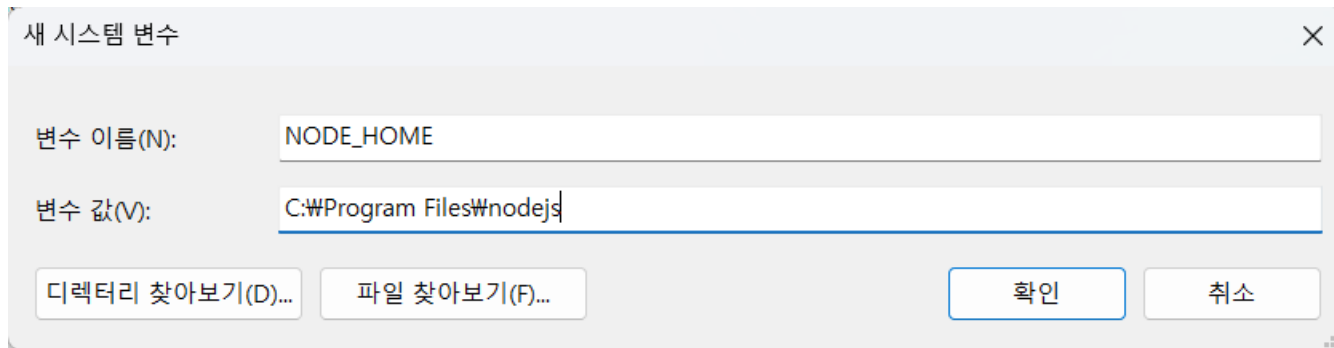 새 시스템 변수
변수 이름(N): NODE_HOME
변수 값(V): C:₩Program Files₩nodejs
디렉터리 찾아보기(D)... 파일 찾아보기(F)... 확인 취소